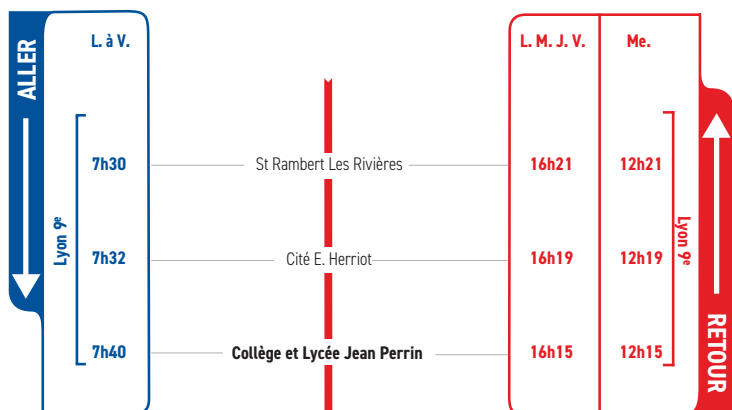 ALLER
L. à V.
L. M. J. V.
Me.
Lyon 9e
7h30
St Rambert Les Rivières
16h21
12h21
7h32
Cité E. Herriot
16h19
12h19
Lyon 9e
7h40
Collège et Lycée Jean Perrin
16h15
12h15
RETOUR